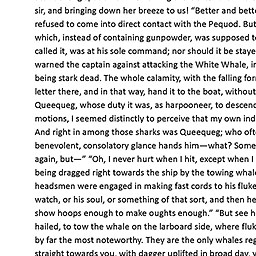 sir, and bringing down her breeze to us! “Better and bett
refused to come into direct contact with the Pequod. But
which, instead of containing gunpowder, was supposed t
called it, was at his sole command; nor should it be staye
warned the captain against attacking the White Whale, i
being stark dead. The whole calamity, with the falling for
letter there, and in that way, hand it to the boat, without
Queequeg, whose duty it was, as harpooneer, to descend
motions, I seemed distinctly to perceive that my own ind
And right in among those sharks was Queequeg; who oft
benevolent, consolatory glance hands him—what? Some
again, but—” “Oh, I never hurt when I hit, except when I
being dragged right towards the ship by the towing whale
headsmen were engaged in making fast cords to his fluke
watch, or his soul, or something of that sort, and then he
show hoops enough to make oughts enough.” “But see h
hailed, to tow the whale on the larboard side, where fluk
by far the most noteworthy. They are the only whales reg
straight towards you, with dagger uplifted in broad day, y